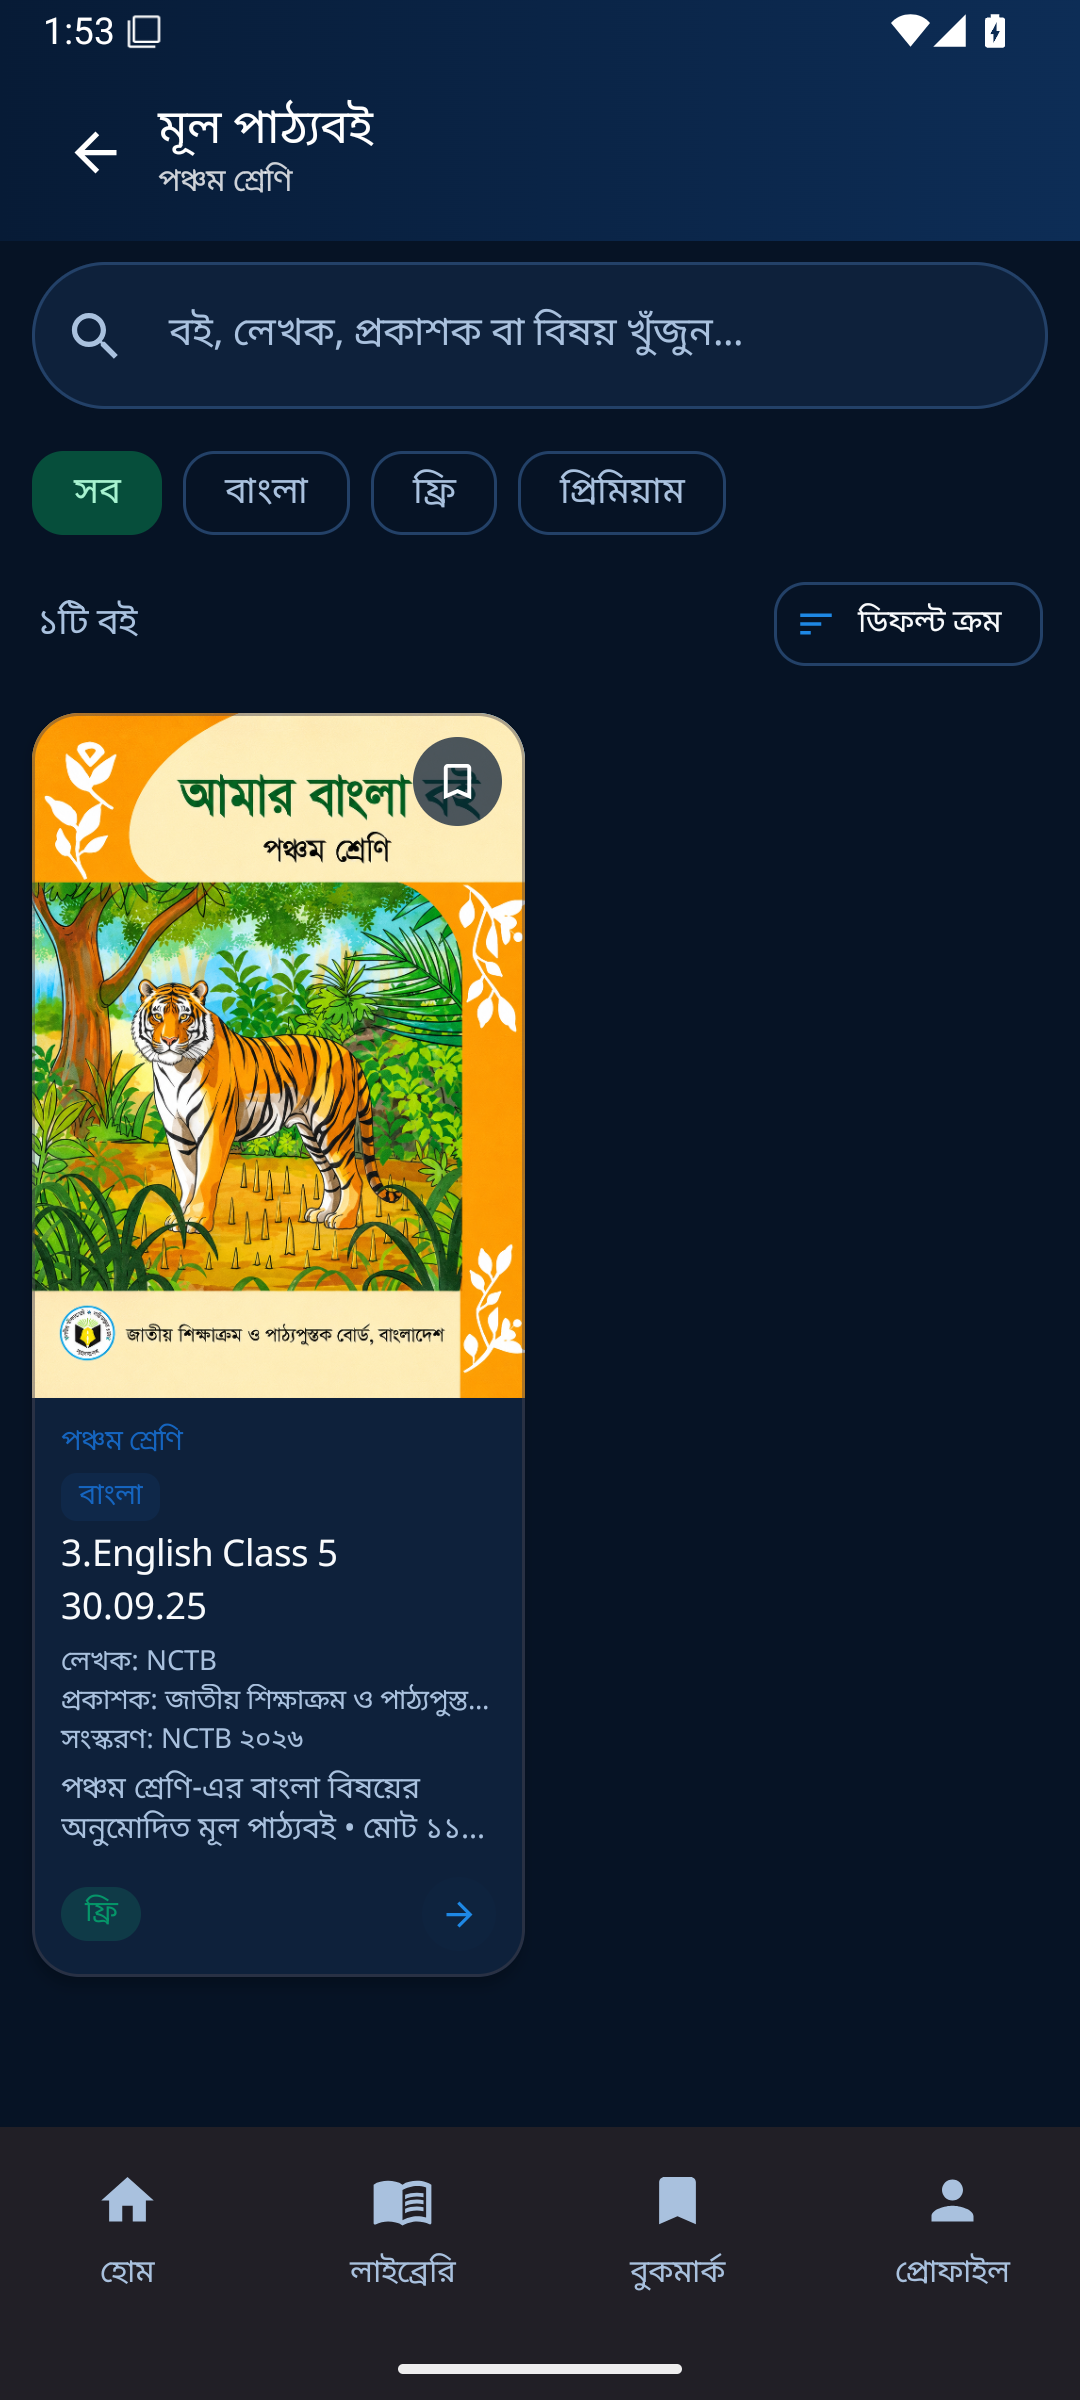 1:53
মূল পাঠ্যবই
পঞ্চম শ্রেণি
বই, লেখক, প্রকাশক বা বিষয় খুঁজুন...
সব
বাংলা
ফ্রি
প্রিমিয়াম
১টি বই
ডিফল্ট ক্রম
আমার বাংলা বই
পঞ্চম শ্রেণি
জাতীয় শিক্ষাক্রম ও পাঠ্যপুস্তক বোর্ড, বাংলাদেশ
পঞ্চম শ্রেণি
বাংলা
3.English Class 5
30.09.25
লেখক: NCTB
প্রকাশক: জাতীয় শিক্ষাক্রম ও পাঠ্যপুস্ত...
সংস্করণ: NCTB ২০২৬
পঞ্চম শ্রেণি-এর বাংলা বিষয়ের
অনুমোদিত মূল পাঠ্যবই • মোট ১১...
ফ্রি
হোম
লাইব্রেরি
বুকমার্ক
প্রোফাইল